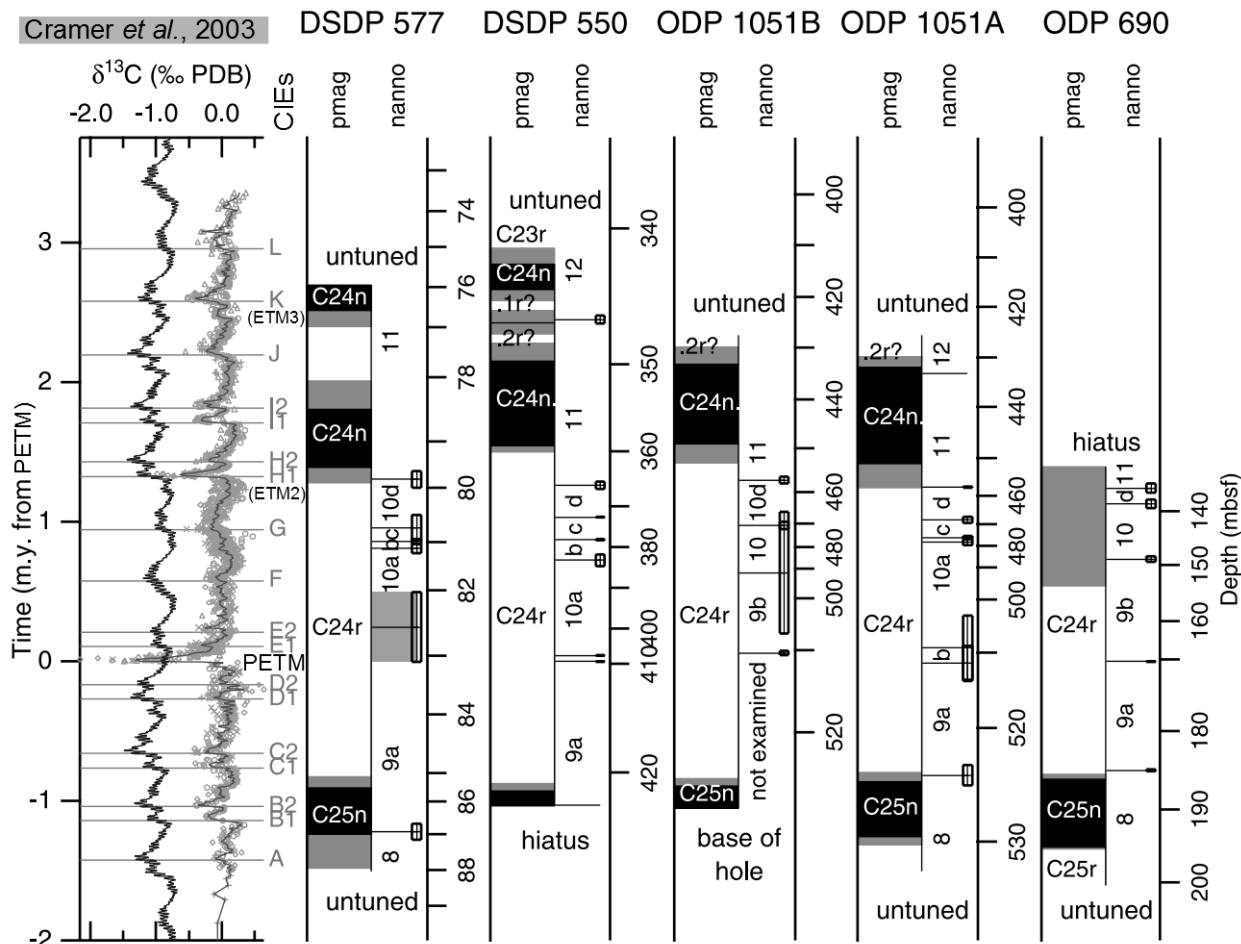 Cramer et al., 2003
DSDP 577
DSDP 550
ODP 1051B
ODP 1051A
ODP 690
δ13C (‰ PDB)
-2.0 -1.0 0.0
CIEs
pmag
nanno
pmag
nanno
pmag
nanno
pmag
nanno
pmag
nanno
Time (m.y. from PETM)
3
2
1
0
-1
-2
L
K
(ETM3)
J
I2
I1
H2
H1
(ETM2)
G
F
E2
E1
PETM
D2
D1
C2
C1
B2
B1
A
untuned
C24n
C24n
C24r
C25n
11
10d
c
b
10a
9a
8
untuned
74
76
78
80
82
84
86
88
untuned
C23r
C24n
.1r?
.2r?
C24n.
C24r
12
11
d
c
b
10a
9a
hiatus
340
350
360
380
400
410
420
untuned
.2r?
C24n.
C24r
C25n
11
10d
10
9b
not examined
base of
hole
400
420
440
460
480
500
520
untuned
.2r?
C24n.
C24r
C25n
12
11
d
c
10a
b
9a
8
untuned
400
420
440
460
480
500
520
530
hiatus
C24r
C25n
C25r
11
d
10
9b
9a
8
untuned
140
150
160
180
190
200
Depth (mbsf)